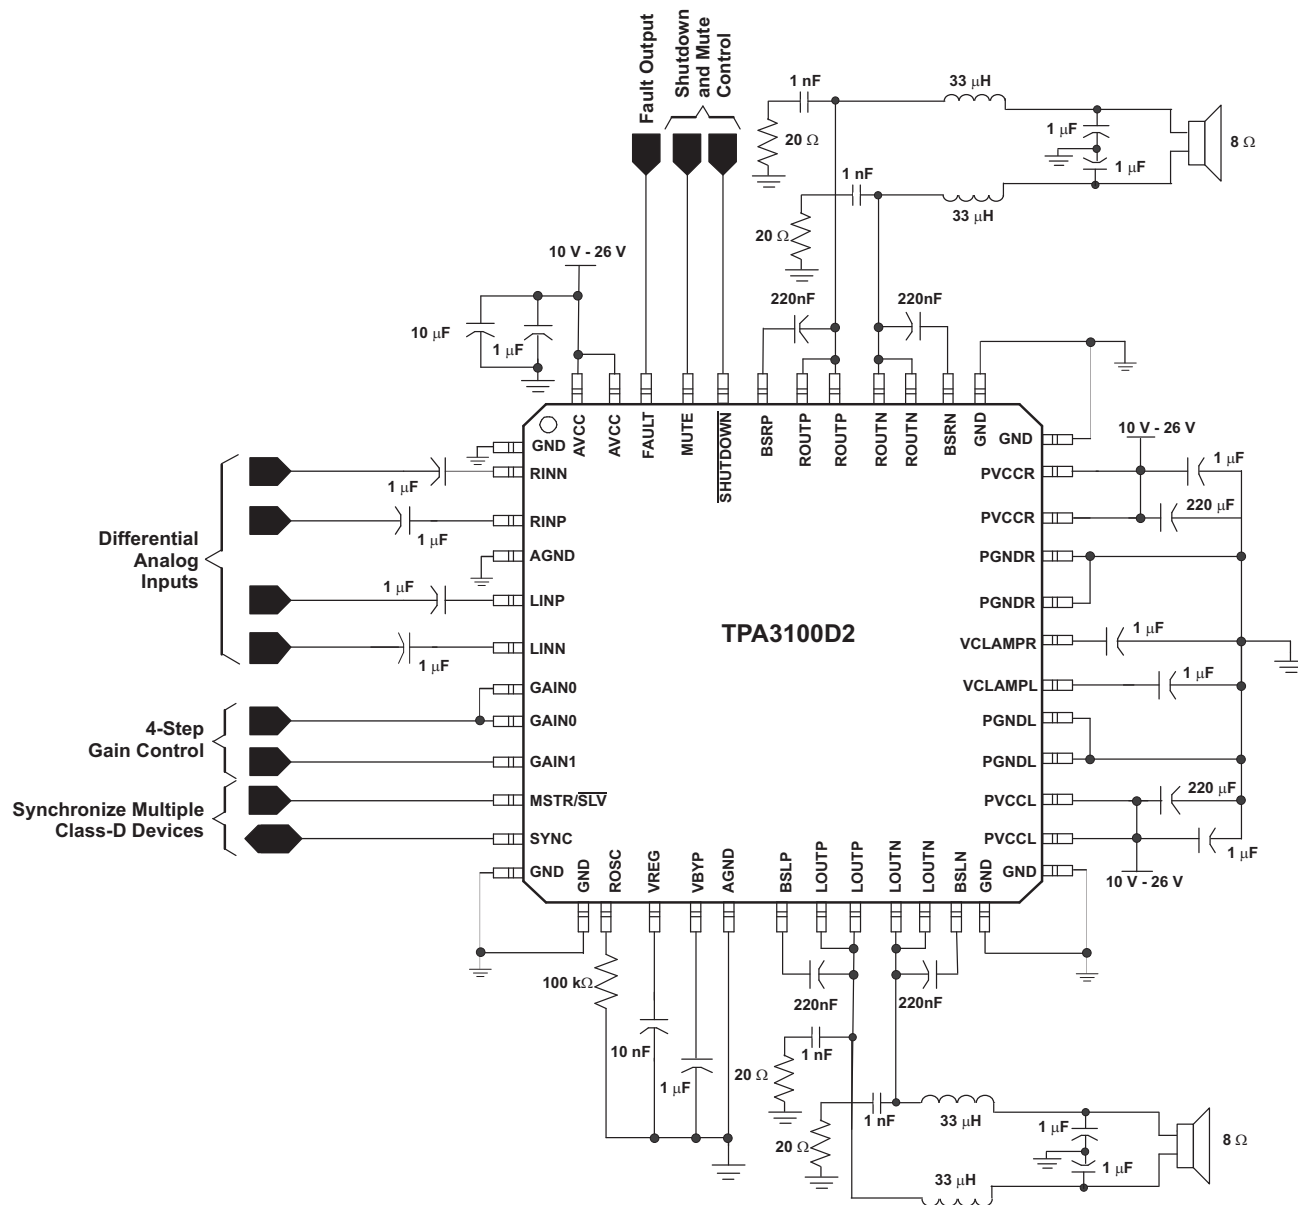 Fault Output
Shutdown
and Mute
Control
1 nF
33 μH
20 Ω
1 μF
1 μF
8 Ω
1 nF
33 μH
20 Ω
10 V - 26 V
10 μF
1 μF
220nF
220nF
AVCC
AVCC
FAULT
MUTE
SHUTDOWN
BSRP
ROUTP
ROUTP
ROUTN
ROUTN
BSRN
GND
GND
GND
10 V - 26 V
RINN
1 μF
PVCCR
1 μF
RINP
1 μF
PVCCR
220 μF
Differential
Analog
Inputs
AGND
PGNDR
1 μF
LINP
PGNDR
TPA3100D2
VCLAMPR
1 μF
LINN
1 μF
GAIN0
VCLAMPL
1 μF
4-Step
Gain Control
GAIN0
PGNDL
GAIN1
PGNDL
Synchronize Multiple
Class-D Devices
MSTR/SLV
PVCCL
220 μF
SYNC
PVCCL
1 μF
GND
GND
10 V - 26 V
GND
ROSC
VREG
VBYP
AGND
BSLP
LOUTP
LOUTP
LOUTN
LOUTN
BSLN
GND
100 kΩ
220nF
220nF
10 nF
1 μF
1 nF
20 Ω
1 nF
33 μH
20 Ω
1 μF
1 μF
8 Ω
33 μH